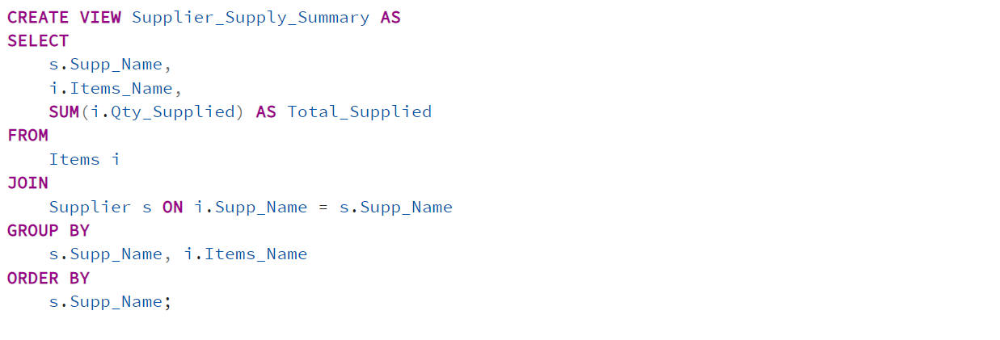 CREATE VIEW Supplier_Supply_Summary AS
SELECT
    s.Supp_Name,
    i.Items_Name,
    SUM(i.Qty_Supplied) AS Total_Supplied
FROM
    Items i
JOIN
    Supplier s ON i.Supp_Name = s.Supp_Name
GROUP BY
    s.Supp_Name, i.Items_Name
ORDER BY
    s.Supp_Name;